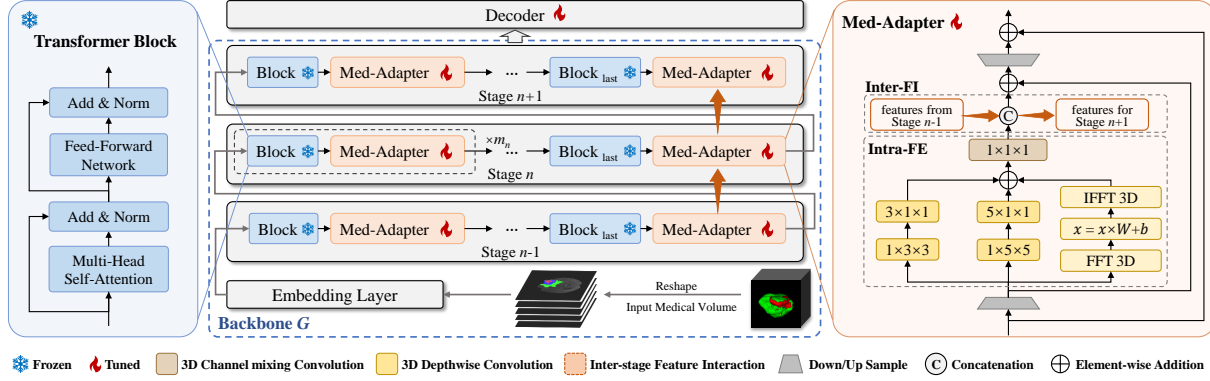 Transformer Block
Add & Norm
Feed-Forward
Network
Add & Norm
Multi-Head
Self-Attention
Decoder
Block
Med-Adapter
...
Block last
Med-Adapter
Stage n+1
Block
Med-Adapter
×mn
...
Block last
Med-Adapter
Stage n
Block
Med-Adapter
...
Block last
Med-Adapter
Stage n-1
Embedding Layer
Reshape
Input Medical Volume
Backbone G
Med-Adapter
Inter-FI
features from
Stage n-1
C
features for
Stage n+1
Intra-FE
1×1×1
3×1×1
5×1×1
IFFT 3D
1×3×3
1×5×5
x = x×W+b
FFT 3D
Frozen
Tuned
3D Channel mixing Convolution
3D Depthwise Convolution
Inter-stage Feature Interaction
Down/Up Sample
C
Concatenation
Element-wise Addition